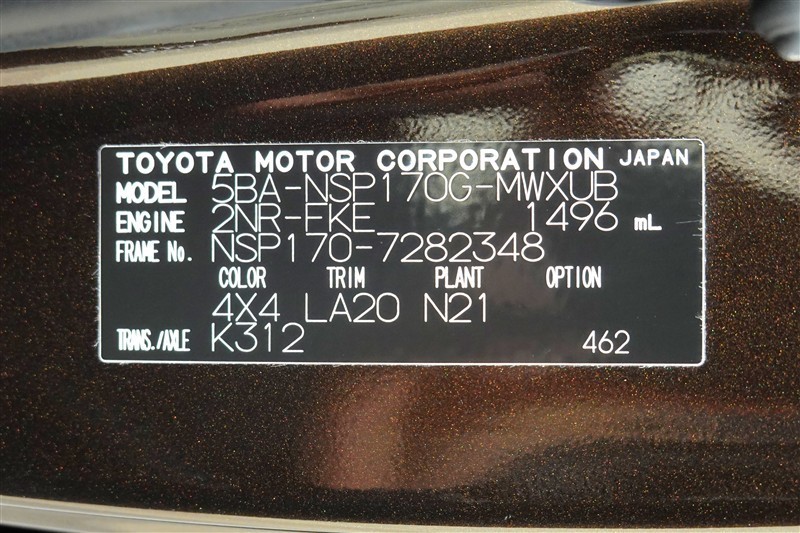 TOYOTA MOTOR CORPORATION JAPAN
MODEL 5BA-NSP170G-MWXUB
ENGINE 2NR-FKE 1496 mL
FRAME No. NSP170-7282348
COLOR TRIM PLANT OPTION
4X4 LA20 N21
TRANS./AXLE K312 462